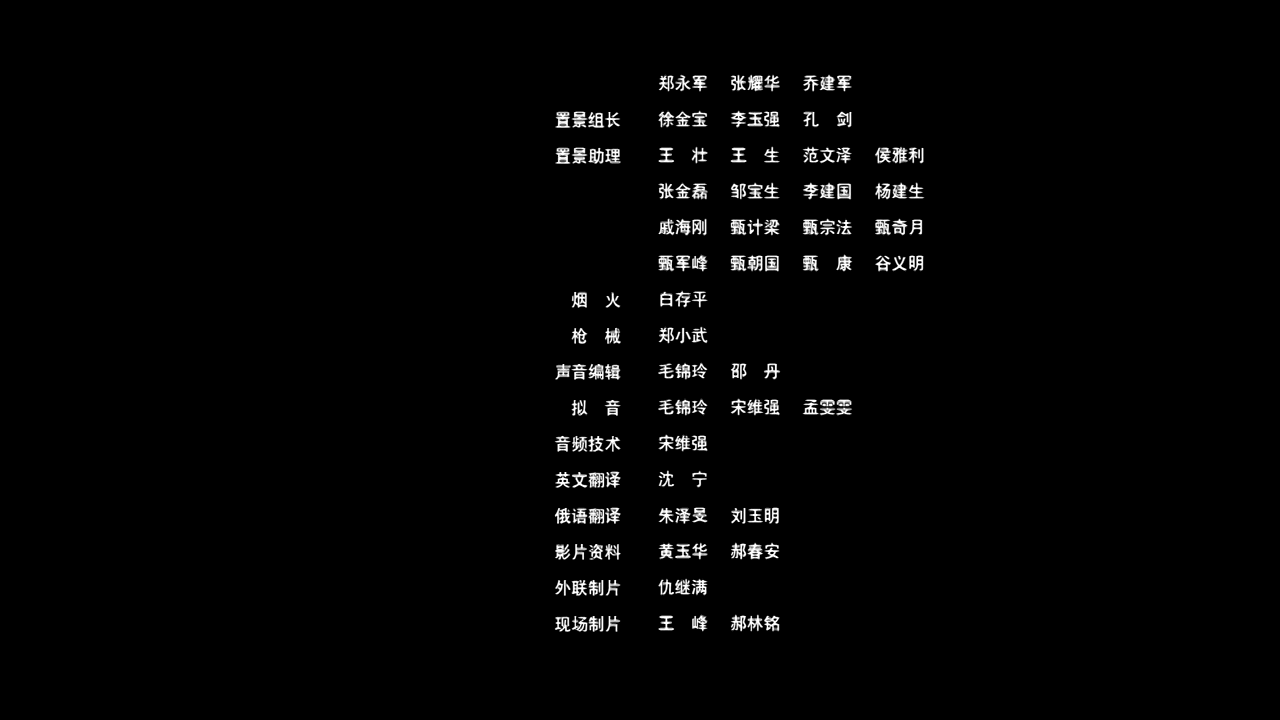 郑永军 张耀华 乔建军
置景组长 徐金宝 李玉强 孔 剑
置景助理 王 壮 王 生 范文泽 侯雅利
张金磊 邹宝生 李建国 杨建生
戚海刚 甄计梁 甄宗法 甄奇月
甄军峰 甄朝国 甄 康 谷义明
烟 火 白存平
枪 械 郑小武
声音编辑 毛锦玲 邵 丹
拟 音 毛锦玲 宋维强 孟雯雯
音频技术 宋维强
英文翻译 沈 宁
俄语翻译 朱泽旻 刘玉明
影片资料 黄玉华 郝春安
外联制片 仇继满
现场制片 王 峰 郝林铭